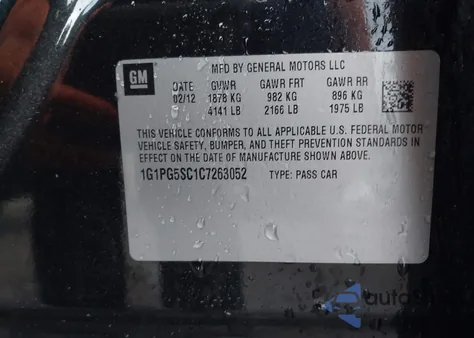 GM
MFD BY GENERAL MOTORS LLC
DATE GVWR GAWR FRT GAWR RR
02/12 1878 KG 982 KG 896 KG
4141 LB 2166 LB 1975 LB
THIS VEHICLE CONFORMS TO ALL APPLICABLE U.S. FEDERAL MOTOR
VEHICLE SAFETY, BUMPER, AND THEFT PREVENTION STANDARDS IN
EFFECT ON THE DATE OF MANUFACTURE SHOWN ABOVE.
1G1PG5SC1C7263052 TYPE: PASS CAR